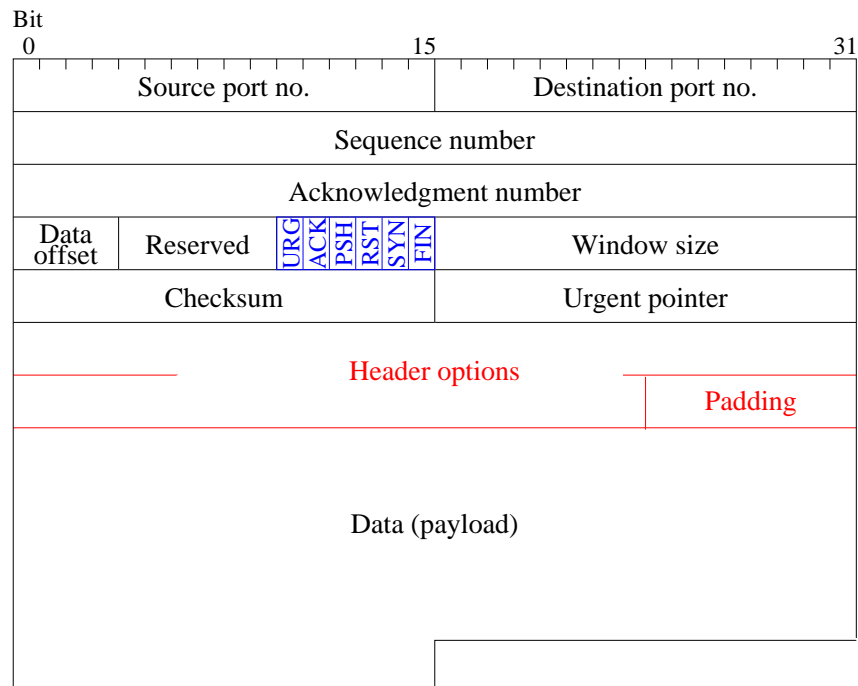 Bit
0 15 31
Source port no. Destination port no.
Sequence number
Acknowledgment number
Data offset Reserved URG ACK PSH RST SYN FIN Window size
Checksum Urgent pointer
Header options
Padding
Data (payload)